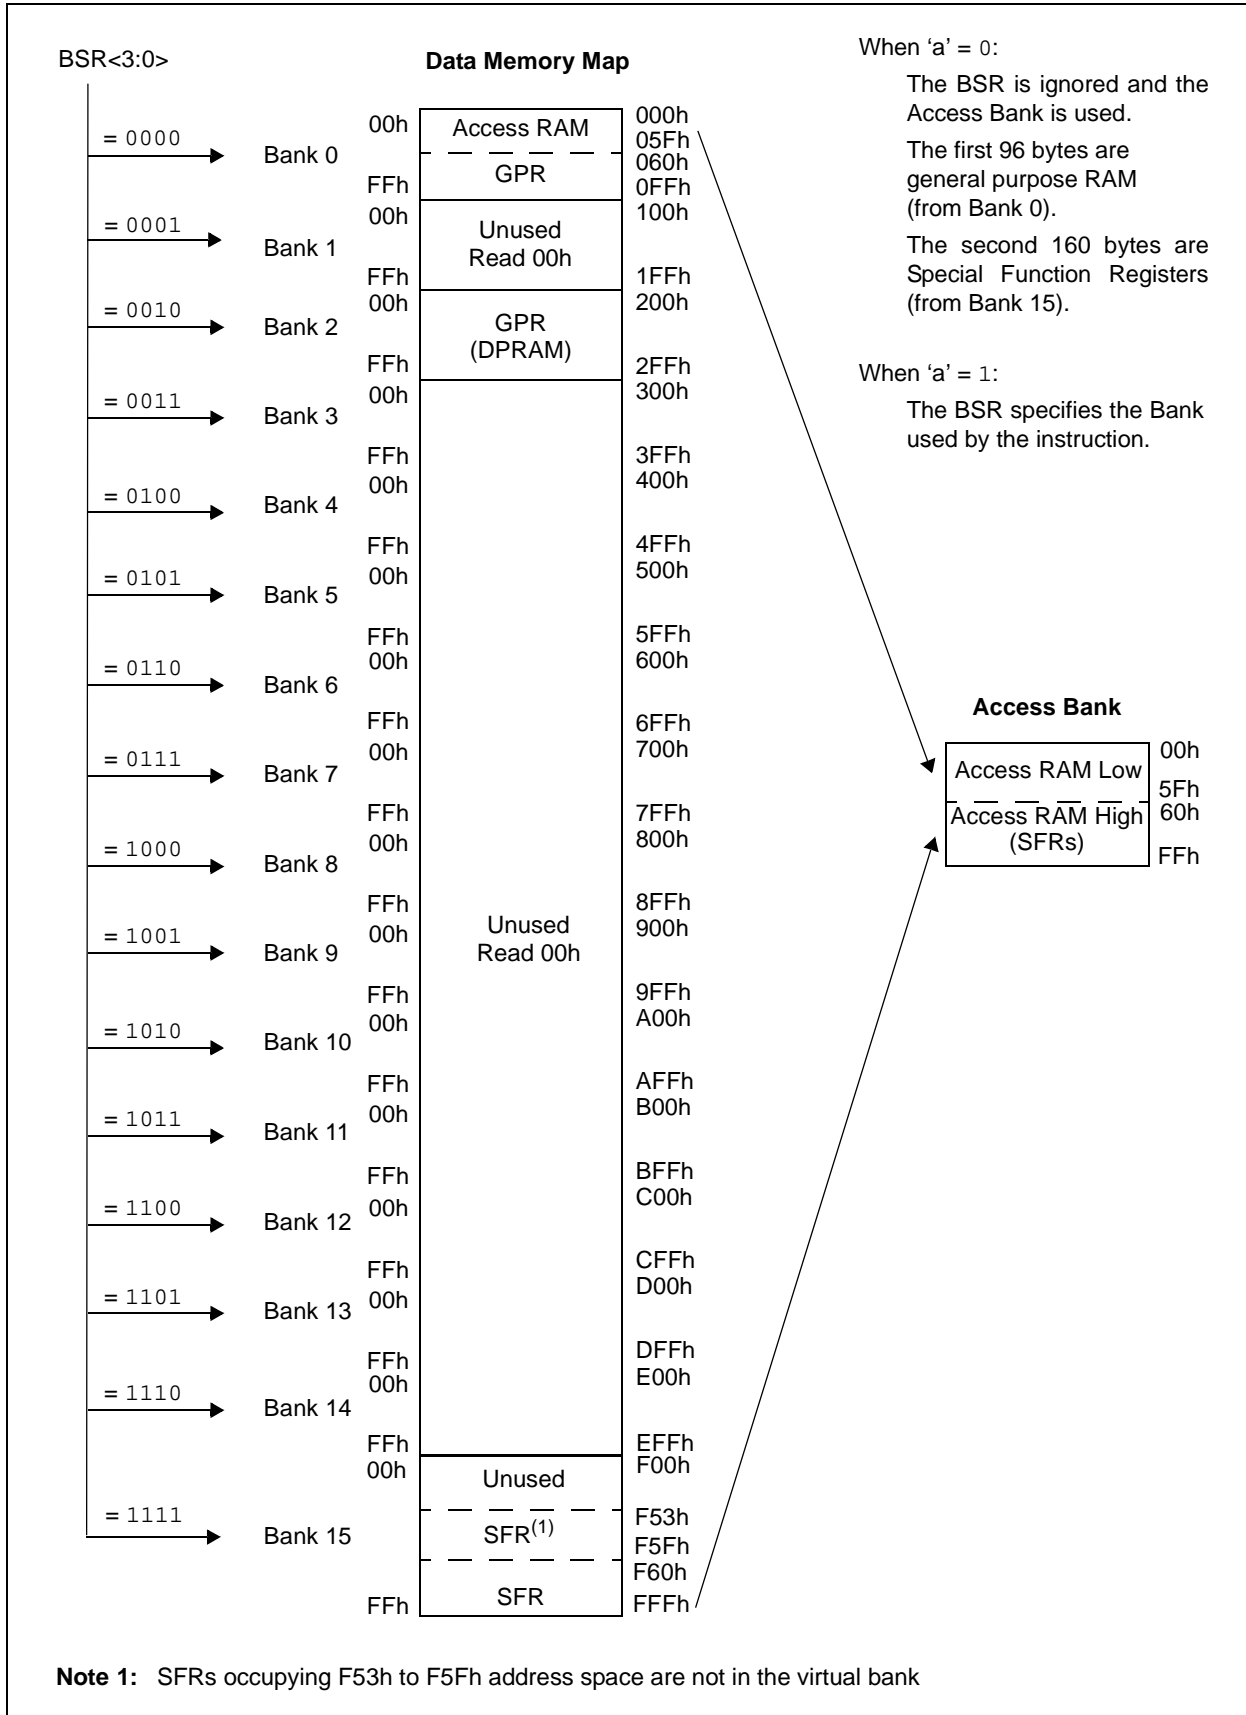 BSR<3:0>
Data Memory Map
When ‘a’ = 0:
The BSR is ignored and the
Access Bank is used.
The first 96 bytes are
general purpose RAM
(from Bank 0).
The second 160 bytes are
Special Function Registers
(from Bank 15).
When ‘a’ = 1:
The BSR specifies the Bank
used by the instruction.
= 0000
Bank 0
00h
FFh
Access RAM
GPR
000h
05Fh
060h
0FFh
= 0001
Bank 1
00h
FFh
Unused
Read 00h
100h
1FFh
= 0010
Bank 2
00h
FFh
GPR
(DPRAM)
200h
2FFh
= 0011
Bank 3
00h
FFh
300h
3FFh
= 0100
Bank 4
00h
FFh
400h
4FFh
= 0101
Bank 5
00h
FFh
500h
5FFh
= 0110
Bank 6
00h
FFh
600h
6FFh
= 0111
Bank 7
00h
FFh
700h
7FFh
= 1000
Bank 8
00h
FFh
800h
8FFh
= 1001
Bank 9
00h
FFh
Unused
Read 00h
900h
9FFh
= 1010
Bank 10
00h
FFh
A00h
AFFh
= 1011
Bank 11
00h
FFh
B00h
BFFh
= 1100
Bank 12
00h
FFh
C00h
CFFh
= 1101
Bank 13
00h
FFh
D00h
DFFh
= 1110
Bank 14
00h
FFh
E00h
EFFh
= 1111
Bank 15
00h
FFh
Unused
SFR(1)
SFR
F00h
F53h
F5Fh
F60h
FFFh
Access Bank
Access RAM Low
Access RAM High
(SFRs)
00h
5Fh
60h
FFh
Note 1: SFRs occupying F53h to F5Fh address space are not in the virtual bank